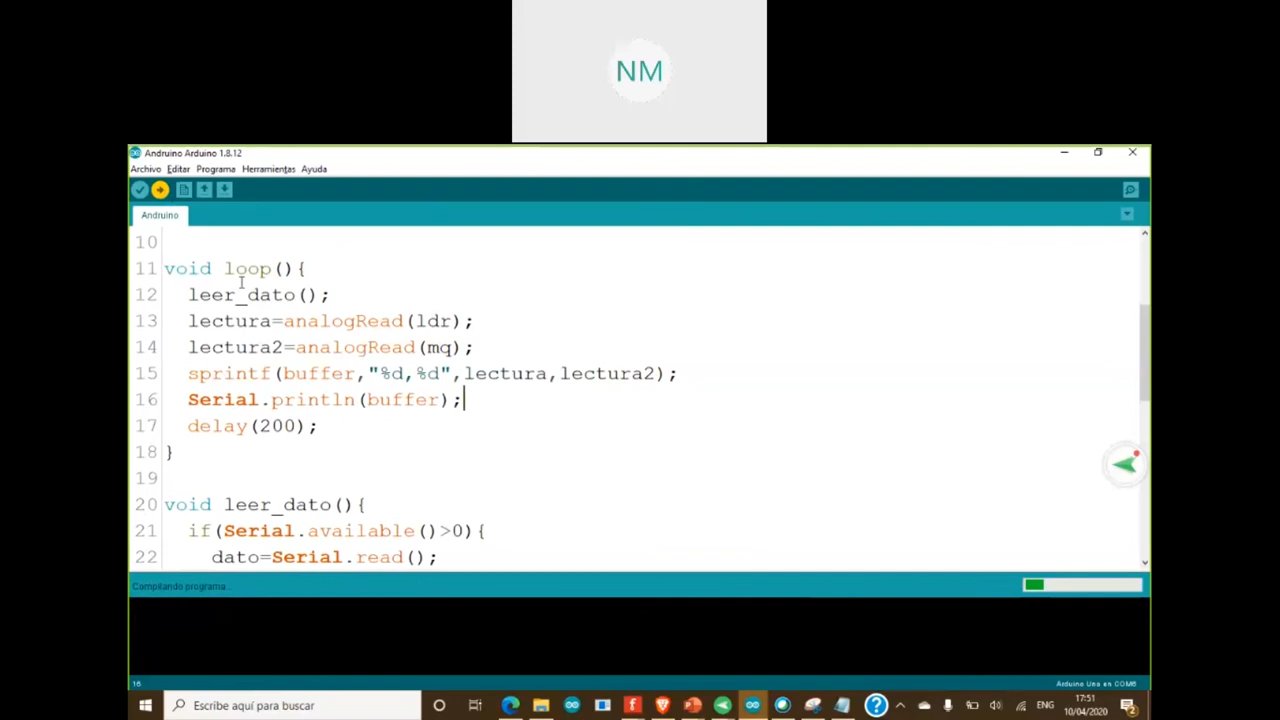 NM
Andruino Arduino 1.8.12
Archivo Editar Programa Herramientas Ayuda
Andruino
10
11 void loop(){
12 leer_dato();
13 lectura=analogRead(ldr);
14 lectura2=analogRead(mq);
15 sprintf(buffer,"%d,%d",lectura,lectura2);
16 Serial.println(buffer);
17 delay(200);
18 }
19
20 void leer_dato(){
21 if(Serial.available()>0){
22 dato=Serial.read();
Compilando programa...
16
Arduino Uno en COM6
Escribe aquí para buscar
ENG
17:51
10/04/2020
2